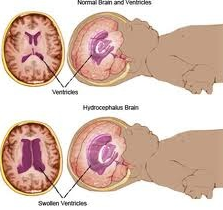 Normal Brain and Ventricles
Ventricles
Hydrocephalus Brain
Swollen Ventricles